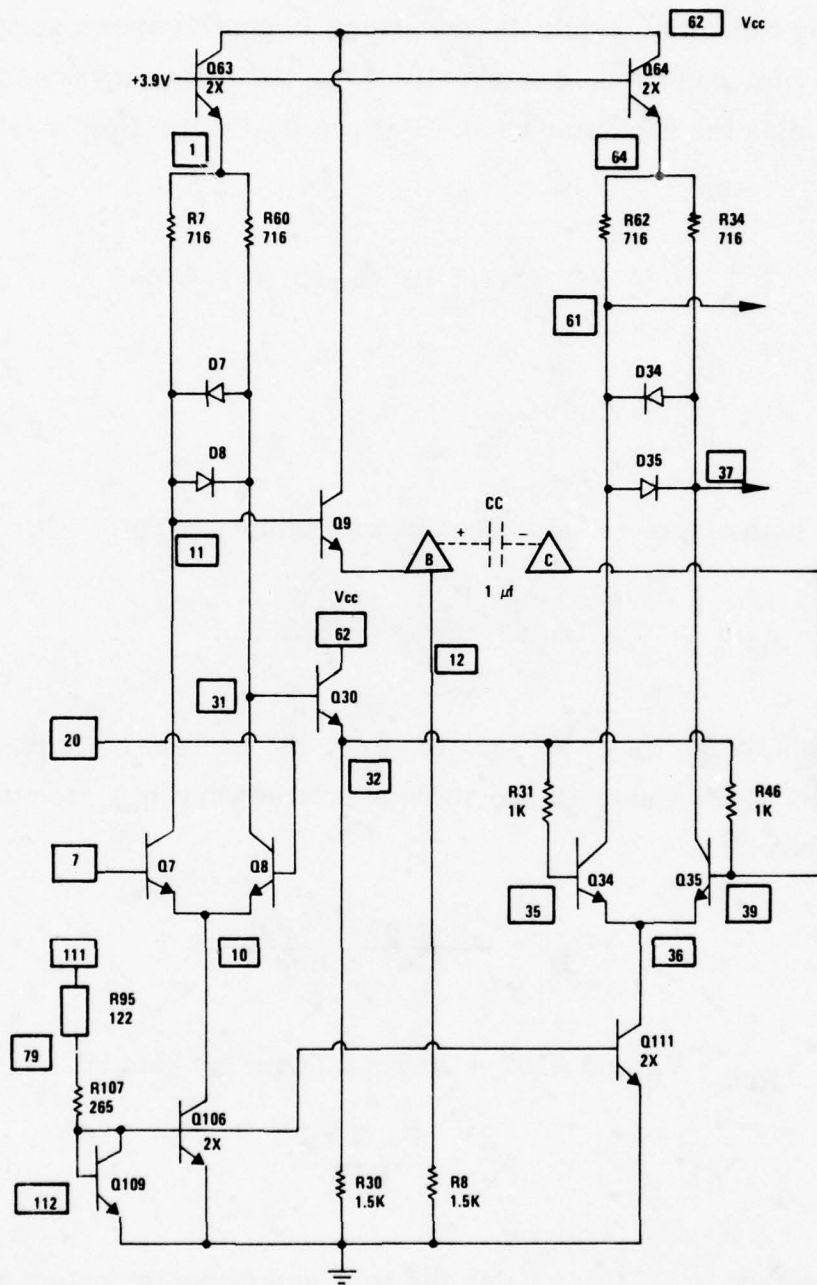 62 Vcc
Q63
2X
+3.9V
Q64
2X
1
64
R7
716
R60
716
R62
716
R34
716
61
D7
D34
D8
D35
37
Q9
CC
+ −
B
C
11
1 μf
Vcc
62
12
31
Q30
20
32
R31
1K
R46
1K
7
Q7
Q8
Q34
Q35
35
39
111
10
36
R95
122
79
Q111
2X
R107
265
Q106
2X
Q109
112
R30
1.5K
R8
1.5K